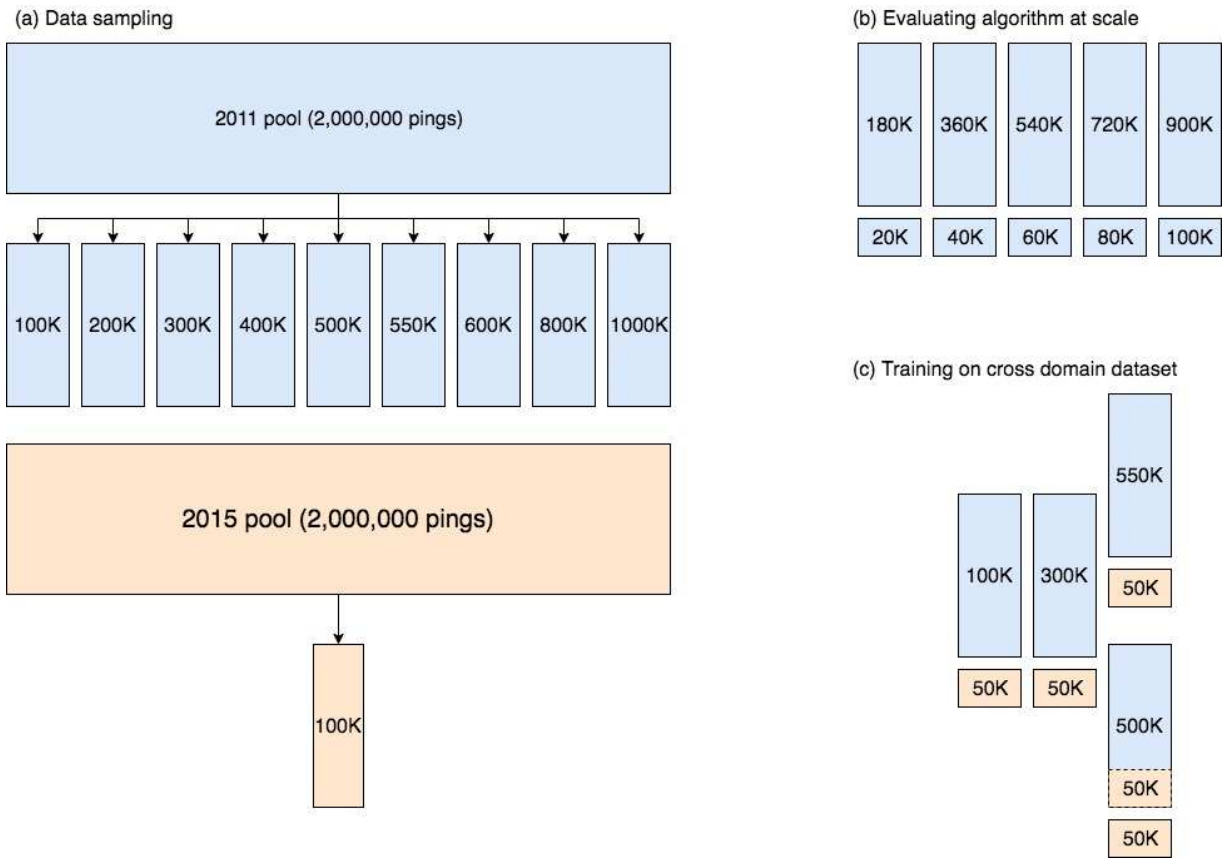 (a) Data sampling
2011 pool (2,000,000 pings)
100K 200K 300K 400K 500K 550K 600K 800K 1000K
2015 pool (2,000,000 pings)
100K
(b) Evaluating algorithm at scale
180K 360K 540K 720K 900K
20K 40K 60K 80K 100K
(c) Training on cross domain dataset
550K
100K 300K
50K
50K 50K
500K
50K
50K